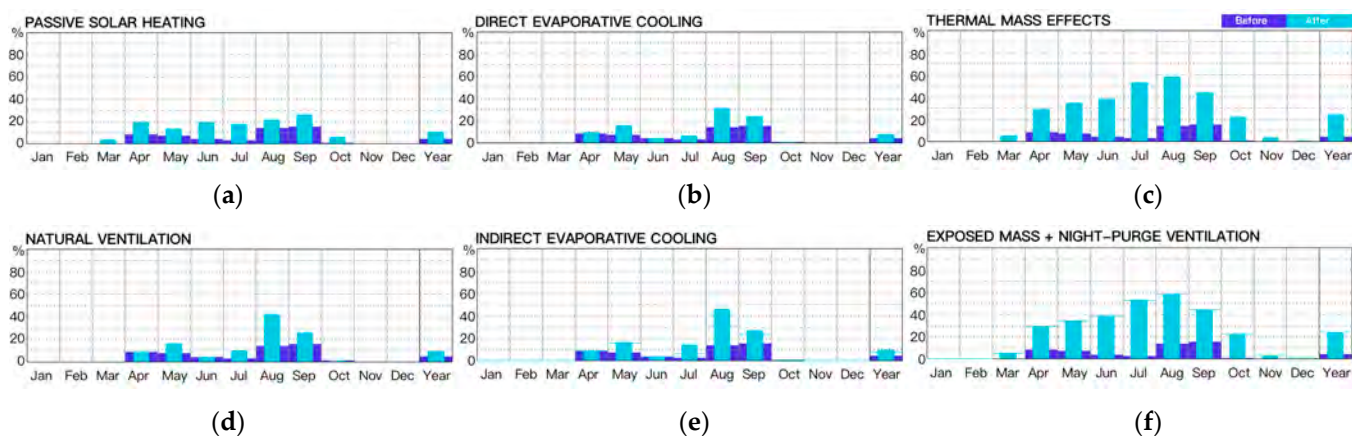 PASSIVE SOLAR HEATING
%
80
60
40
20
0
Jan Feb Mar Apr May Jun Jul Aug Sep Oct Nov Dec Year
(a)
DIRECT EVAPORATIVE COOLING
%
80
60
40
20
0
Jan Feb Mar Apr May Jun Jul Aug Sep Oct Nov Dec Year
(b)
THERMAL MASS EFFECTS
Before After
%
80
60
40
20
0
Jan Feb Mar Apr May Jun Jul Aug Sep Oct Nov Dec Year
(c)
NATURAL VENTILATION
%
80
60
40
20
0
Jan Feb Mar Apr May Jun Jul Aug Sep Oct Nov Dec Year
(d)
INDIRECT EVAPORATIVE COOLING
%
80
60
40
20
0
Jan Feb Mar Apr May Jun Jul Aug Sep Oct Nov Dec Year
(e)
EXPOSED MASS + NIGHT-PURGE VENTILATION
%
80
60
40
20
0
Jan Feb Mar Apr May Jun Jul Aug Sep Oct Nov Dec Year
(f)